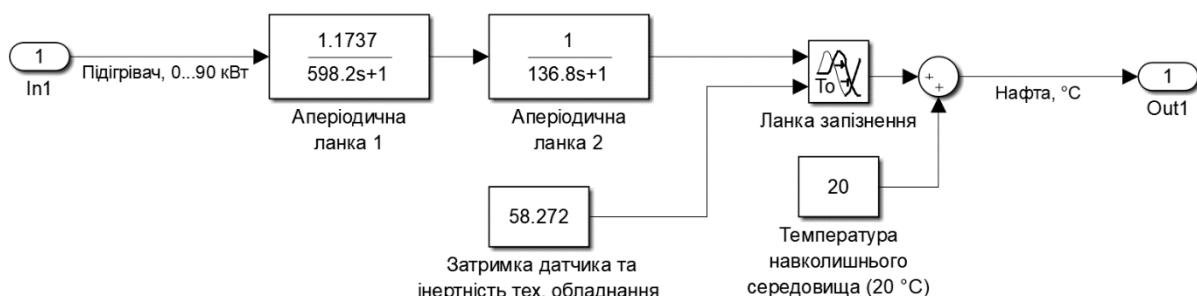 1
In1
Підігрівач, 0...90 кВт
1.1737
598.2s+1
Аперіодична
ланка 1
1
136.8s+1
Аперіодична
ланка 2
To
Ланка запізнення
+
+
Нафта, °C
1
Out1
58.272
Затримка датчика та
інертність тех. обладнання
20
Температура
навколишнього
середовища (20 °C)